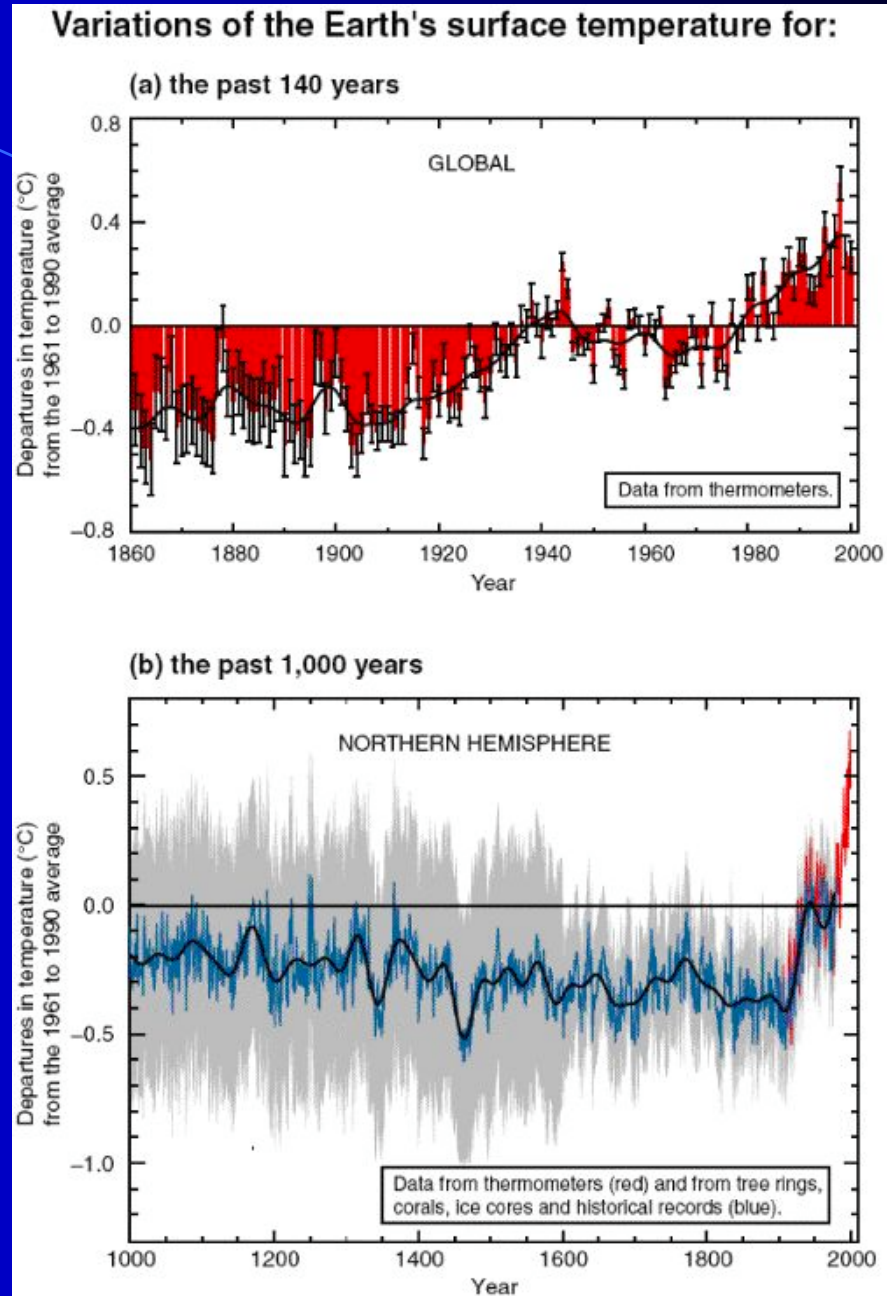 Variations of the Earth's surface temperature for:
(a) the past 140 years
Departures in temperature (°C)
from the 1961 to 1990 average
0.8
0.4
0.0
−0.4
−0.8
GLOBAL
Data from thermometers.
1860 1880 1900 1920 1940 1960 1980 2000
Year
(b) the past 1,000 years
Departures in temperature (°C)
from the 1961 to 1990 average
0.5
0.0
−0.5
−1.0
NORTHERN HEMISPHERE
Data from thermometers (red) and from tree rings,
corals, ice cores and historical records (blue).
1000 1200 1400 1600 1800 2000
Year